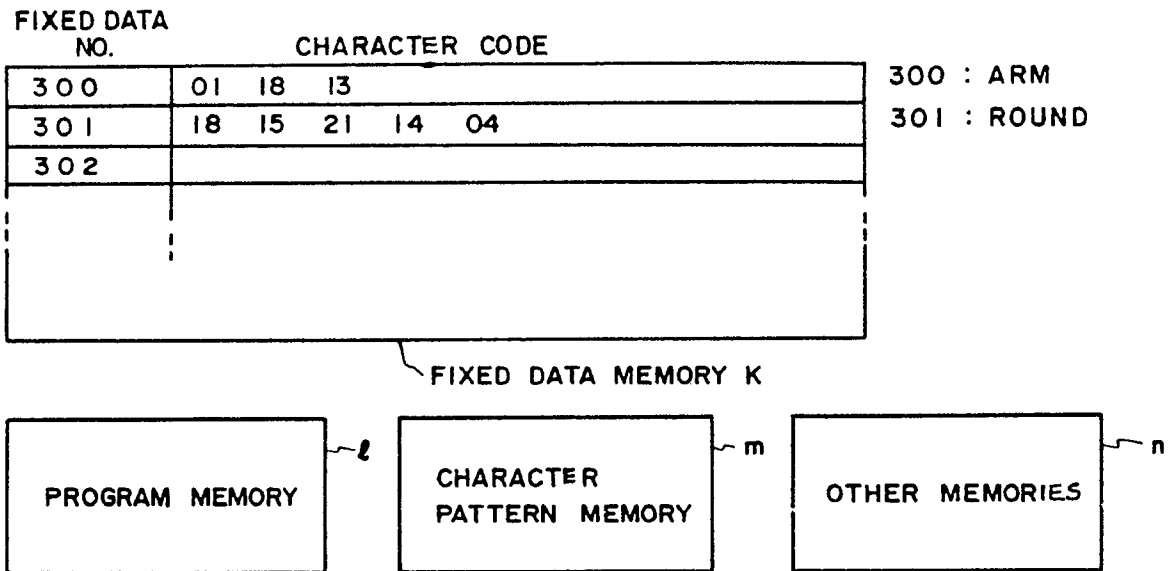 FIXED DATA
NO.
CHARACTER CODE
300 01 18 13
301 18 15 21 14 04
302
300 : ARM
301 : ROUND
FIXED DATA MEMORY K
PROGRAM MEMORY
ℓ
CHARACTER
PATTERN MEMORY
m
OTHER MEMORIES
n